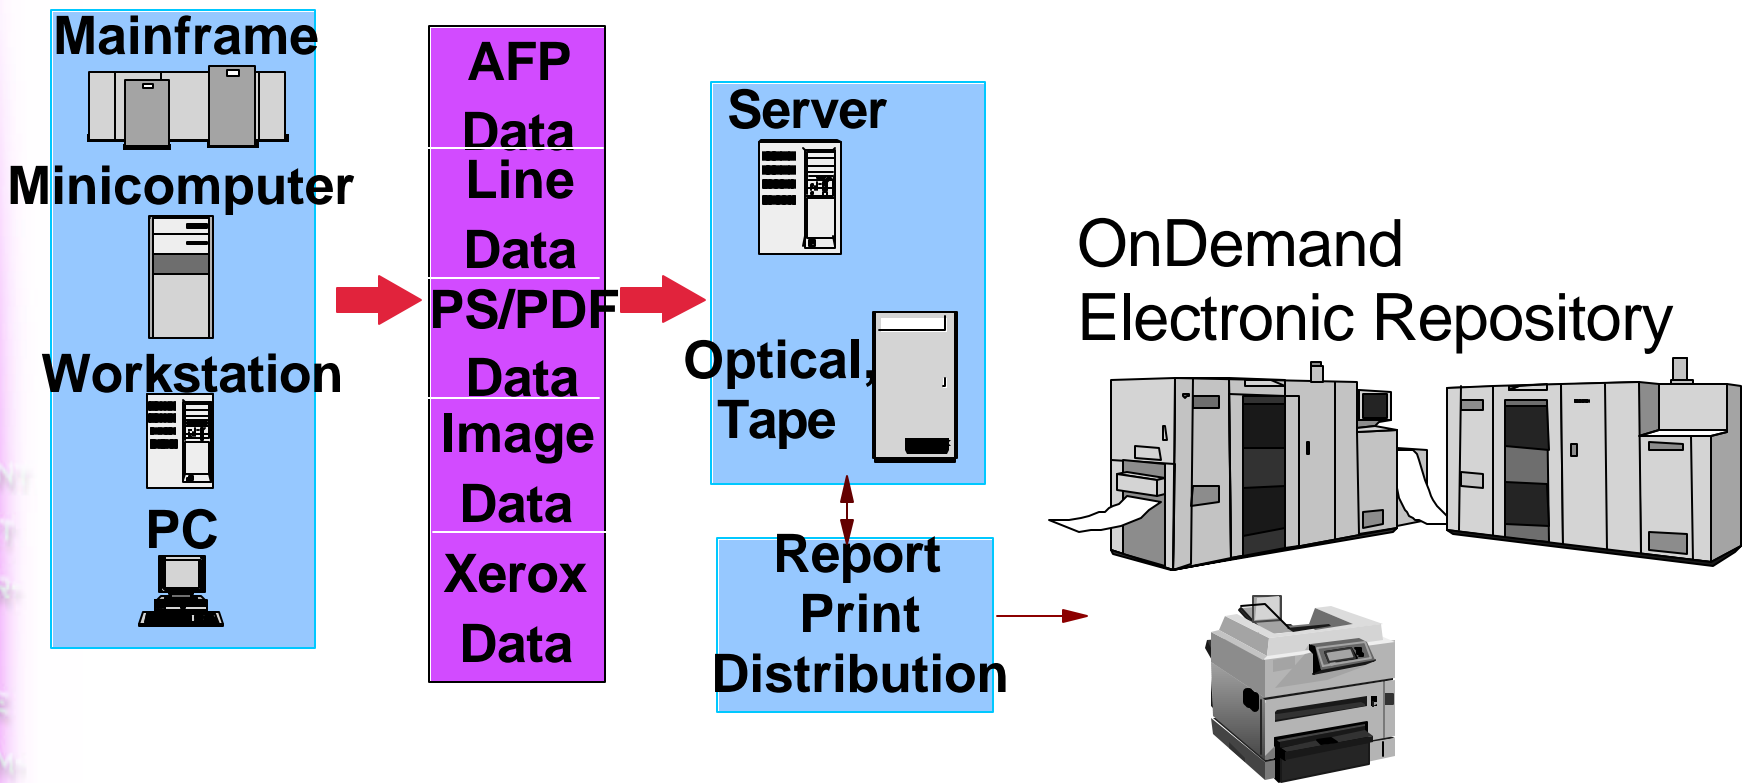 Mainframe
Minicomputer
Workstation
PC
AFP
Data
Line
Data
PS/PDF
Data
Image
Data
Xerox
Data
Server
Optical,
Tape
Report
Print
Distribution
OnDemand
Electronic Repository